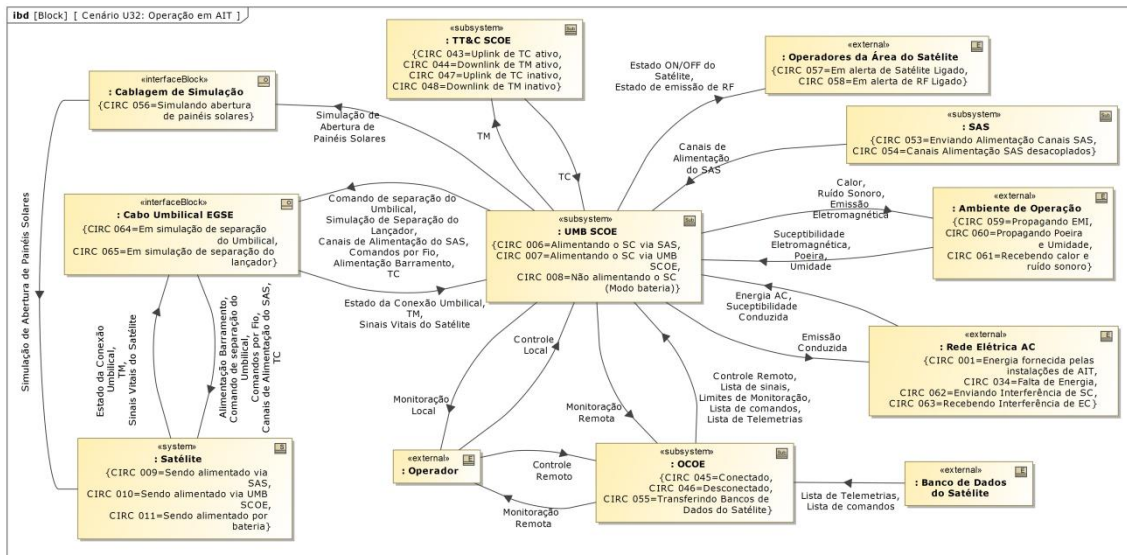 ibd [Block] [ Cenário U32: Operação em AIT ]
«subsystem»
: TT&C SCOE
{CIRC 043=Uplink de TC ativo,
CIRC 044=Downlink de TM ativo,
CIRC 047=Uplink de TC inativo,
CIRC 048=Downlink de TM inativo}
«external»
: Operadores da Área do Satélite
{CIRC 057=Em alerta de Satélite Ligado,
CIRC 058=Em alerta de RF Ligado}
Estado ON/OFF do
Satélite,
Estado de emissão de RF
«interfaceBlock»
: Cablagem de Simulação
{CIRC 056=Simulando abertura
de painéis solares}
Simulação de
Abertura de
Painéis Solares
TM
TC
«subsystem»
: SAS
{CIRC 053=Enviando Alimentação Canais SAS,
CIRC 054=Canais Alimentação SAS desacoplados}
Canais de
Alimentação
do SAS
«interfaceBlock»
: Cabo Umbilical EGSE
{CIRC 064=Em simulação de separação
do Umbilical,
CIRC 065=Em simulação de separação do
lançador}
Comando de separação do
Umbilical,
Simulação de Separação do
Lançador,
Canais de Alimentação do SAS,
Comandos por Fio,
Alimentação Barramento,
TC
«subsystem»
: UMB SCOE
{CIRC 006=Alimentando o SC via SAS,
CIRC 007=Alimentando o SC via UMB
SCOE,
CIRC 008=Não alimentando o SC
(Modo bateria)}
Calor,
Ruído Sonoro,
Emissão
Eletromagnética
Suceptibilidade
Eletromagnética,
Poeira,
Umidade
«external»
: Ambiente de Operação
{CIRC 059=Propagando EMI,
CIRC 060=Propagando Poeira
e Umidade,
CIRC 061=Recebendo calor e
ruído sonoro}
Estado da Conexão Umbilical,
TM,
Sinais Vitais do Satélite
Energia AC,
Suceptibilidade
Conduzida
Emissão
Conduzida
«external»
: Rede Elétrica AC
{CIRC 001=Energia fornecida pelas
instalações de AIT,
CIRC 034=Falta de Energia,
CIRC 062=Enviando Interferência de SC,
CIRC 063=Recebendo Interferência de EC}
Simulação de Abertura de Painéis Solares
Estado da Conexão
Umbilical,
TM,
Sinais Vitais do Satélite
Alimentação Barramento,
Comando de separação do
Umbilical,
Comandos por Fio,
Canais de Alimentação do SAS,
TC
Controle
Local
Monitoração
Local
Monitoração
Remota
Controle Remoto,
Lista de sinais,
Limites de Monitoração,
Lista de comandos,
Lista de Telemetrias
«system»
: Satélite
{CIRC 009=Sendo alimentado via
SAS,
CIRC 010=Sendo alimentado via UMB
SCOE,
CIRC 011=Sendo alimentado por
bateria}
«external»
: Operador
Controle
Remoto
Monitoração
Remota
«subsystem»
: OCOE
{CIRC 045=Conectado,
CIRC 046=Desconectado,
CIRC 055=Transferindo Bancos de
Dados do Satélite}
Lista de Telemetrias,
Lista de comandos
«external»
: Banco de Dados
do Satélite